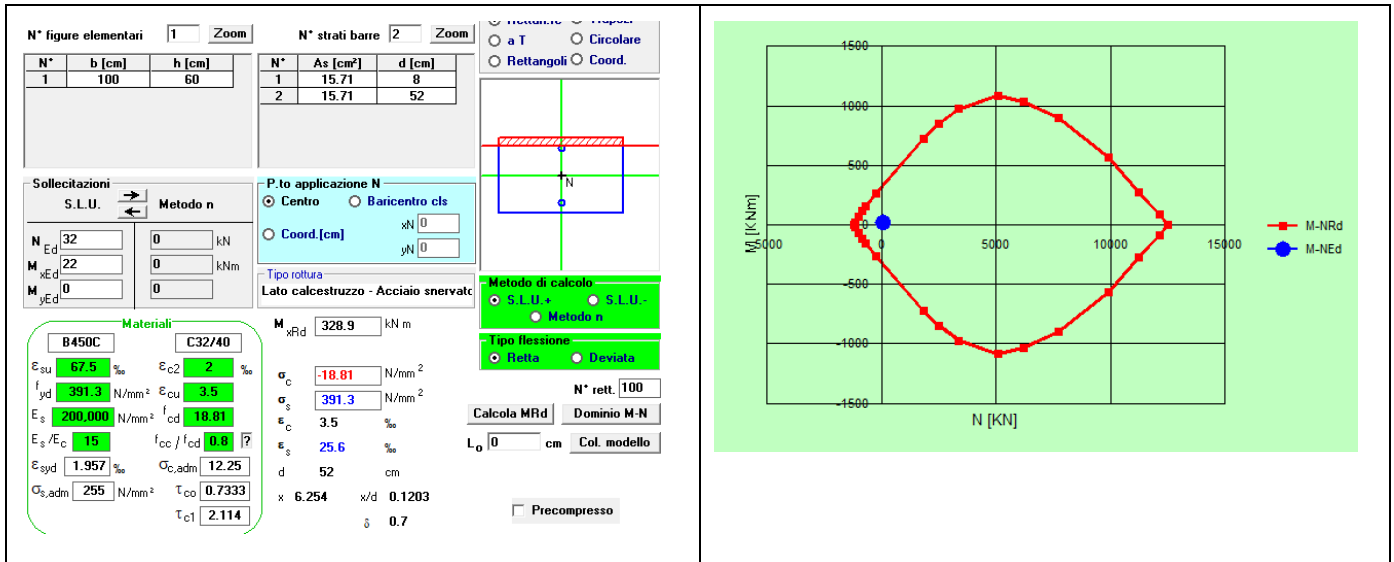 N° figure elementari 1 Zoom
N° strati barre 2 Zoom
N° b [cm] h [cm]
1 100 60
N° As [cm²] d [cm]
1 15.71 8
2 15.71 52
a T Circolare
Rettangoli Coord.
N
Sollecitazioni
S.L.U. Metodo n
N Ed 32 0 kN
M xEd 22 0 kNm
M yEd 0 0
P.to applicazione N
Centro Baricentro cls
Coord.[cm]
xN 0
yN 0
Tipo rottura
Lato calcestruzzo - Acciaio snervato
Metodo di calcolo
S.L.U.+ S.L.U.-
Metodo n
Tipo flessione
Retta Deviata
Materiali
B450C C32/40
εsu 67.5 ‰ εc2 2 ‰
fyd 391.3 N/mm² εcu 3.5
Es 200,000 N/mm² fcd 18.81
Es/Ec 15 fcc / fcd 0.8 ?
εsyd 1.957 ‰ σc,adm 12.25
σs,adm 255 N/mm² τco 0.7333
τc1 2.114
M xRd 328.9 kN m
σc -18.81 N/mm²
σs 391.3 N/mm²
εc 3.5 ‰
εs 25.6 ‰
d 52 cm
x 6.254 x/d 0.1203
δ 0.7
N° rett. 100
Calcola MRd Dominio M-N
Lo 0 cm Col. modello
Precompresso
1500
1000
500
0
-500
-1000
-1500
-5000 0 5000 10000 15000
M [KNm]
N [KN]
M-NRd
M-NEd